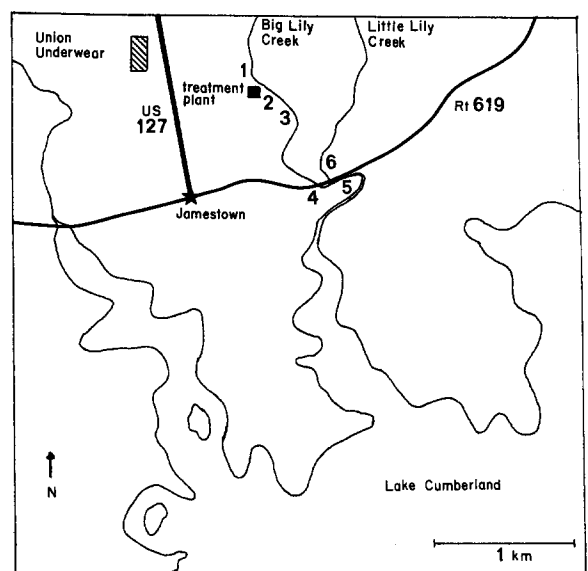 Union
Underwear
US
127
Big Lily
Creek
Little Lily
Creek
1
treatment
plant
2
3
Rt 619
6
4
5
Jamestown
N
Lake Cumberland
1 km